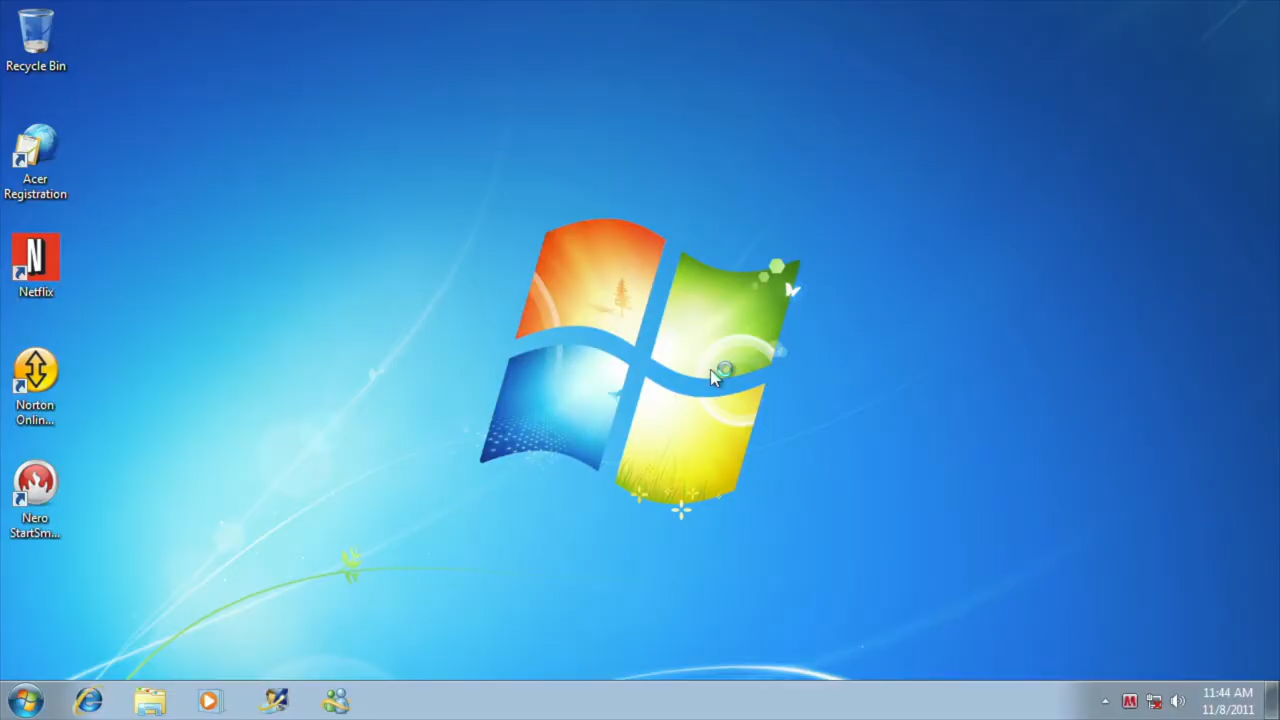 Recycle Bin
Acer
Registration
N
Netflix
Norton
Onlin...
Nero
StartSm...
11:44 AM
11/8/2011